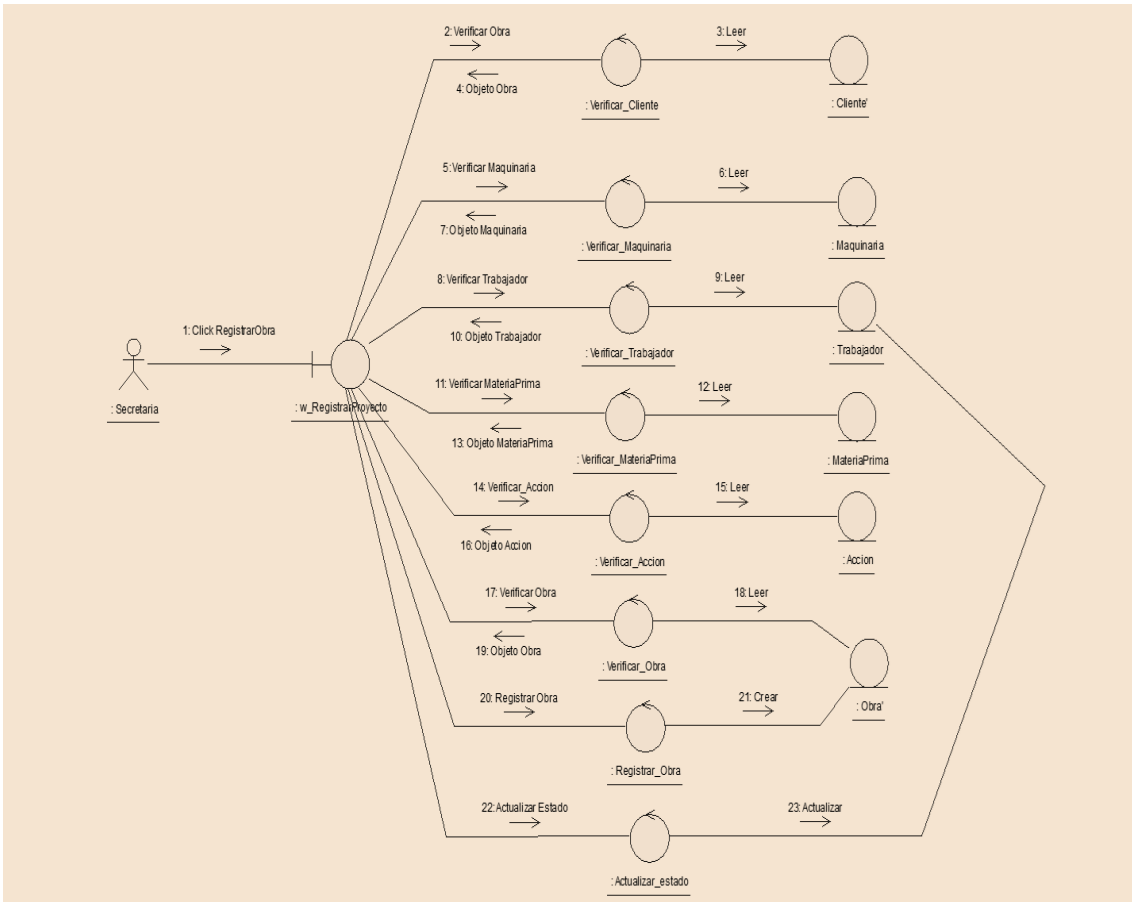 2: Verificar Obra
3: Leer
4: Objeto Obra
: Verificar_Cliente
: Cliente'
5: Verificar Maquinaria
6: Leer
7: Objeto Maquinaria
: Verificar_Maquinaria
: Maquinaria
8: Verificar Trabajador
9: Leer
10: Objeto Trabajador
: Verificar_Trabajador
: Trabajador
1: Click RegistrarObra
: Secretaria
: w_RegistrarProyecto
11: Verificar MateriaPrima
12: Leer
13: Objeto MateriaPrima
: Verificar_MateriaPrima
: MateriaPrima
14: Verificar_Accion
15: Leer
16: Objeto Accion
: Verificar_Accion
: Accion
17: Verificar Obra
18: Leer
19: Objeto Obra
: Verificar_Obra
: Obra'
20: Registrar Obra
21: Crear
: Registrar_Obra
22: Actualizar Estado
23: Actualizar
: Actualizar_estado